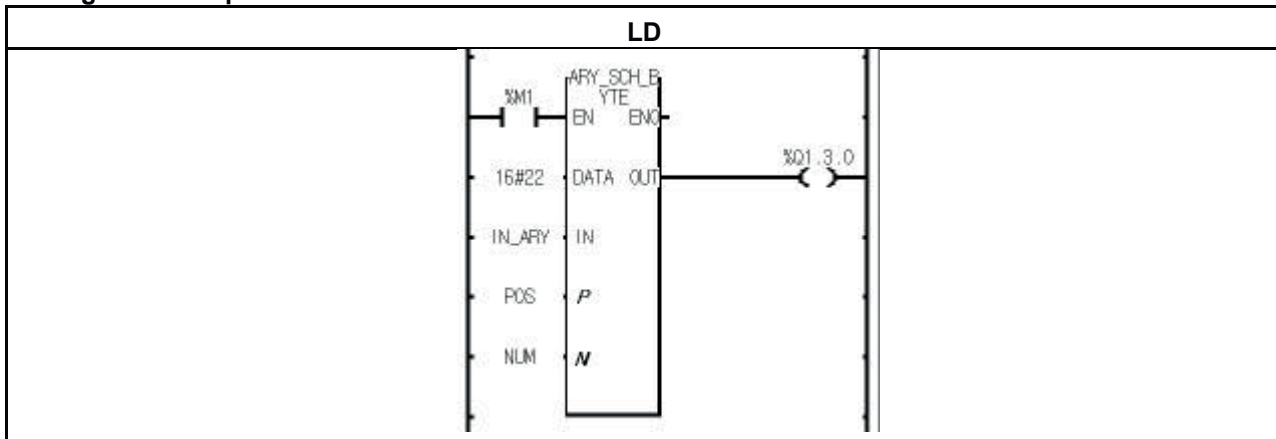 LD
ARY_SCH_B
YTE
%M1
EN ENO
%Q1.3.0
16#22 DATA OUT
IN_ARY IN
POS P
NUM N